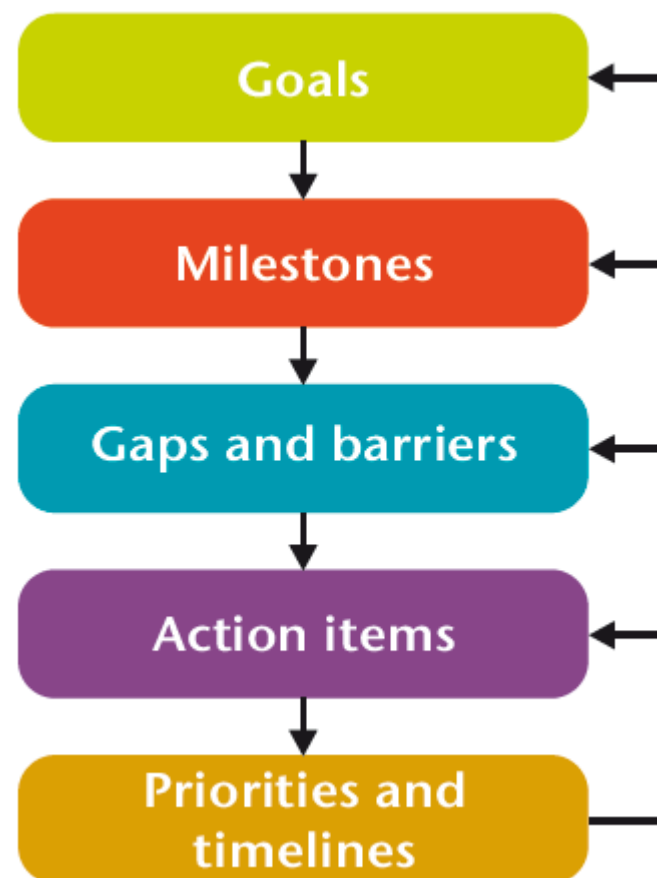 Goals
Milestones
Gaps and barriers
Action items
Priorities and
timelines